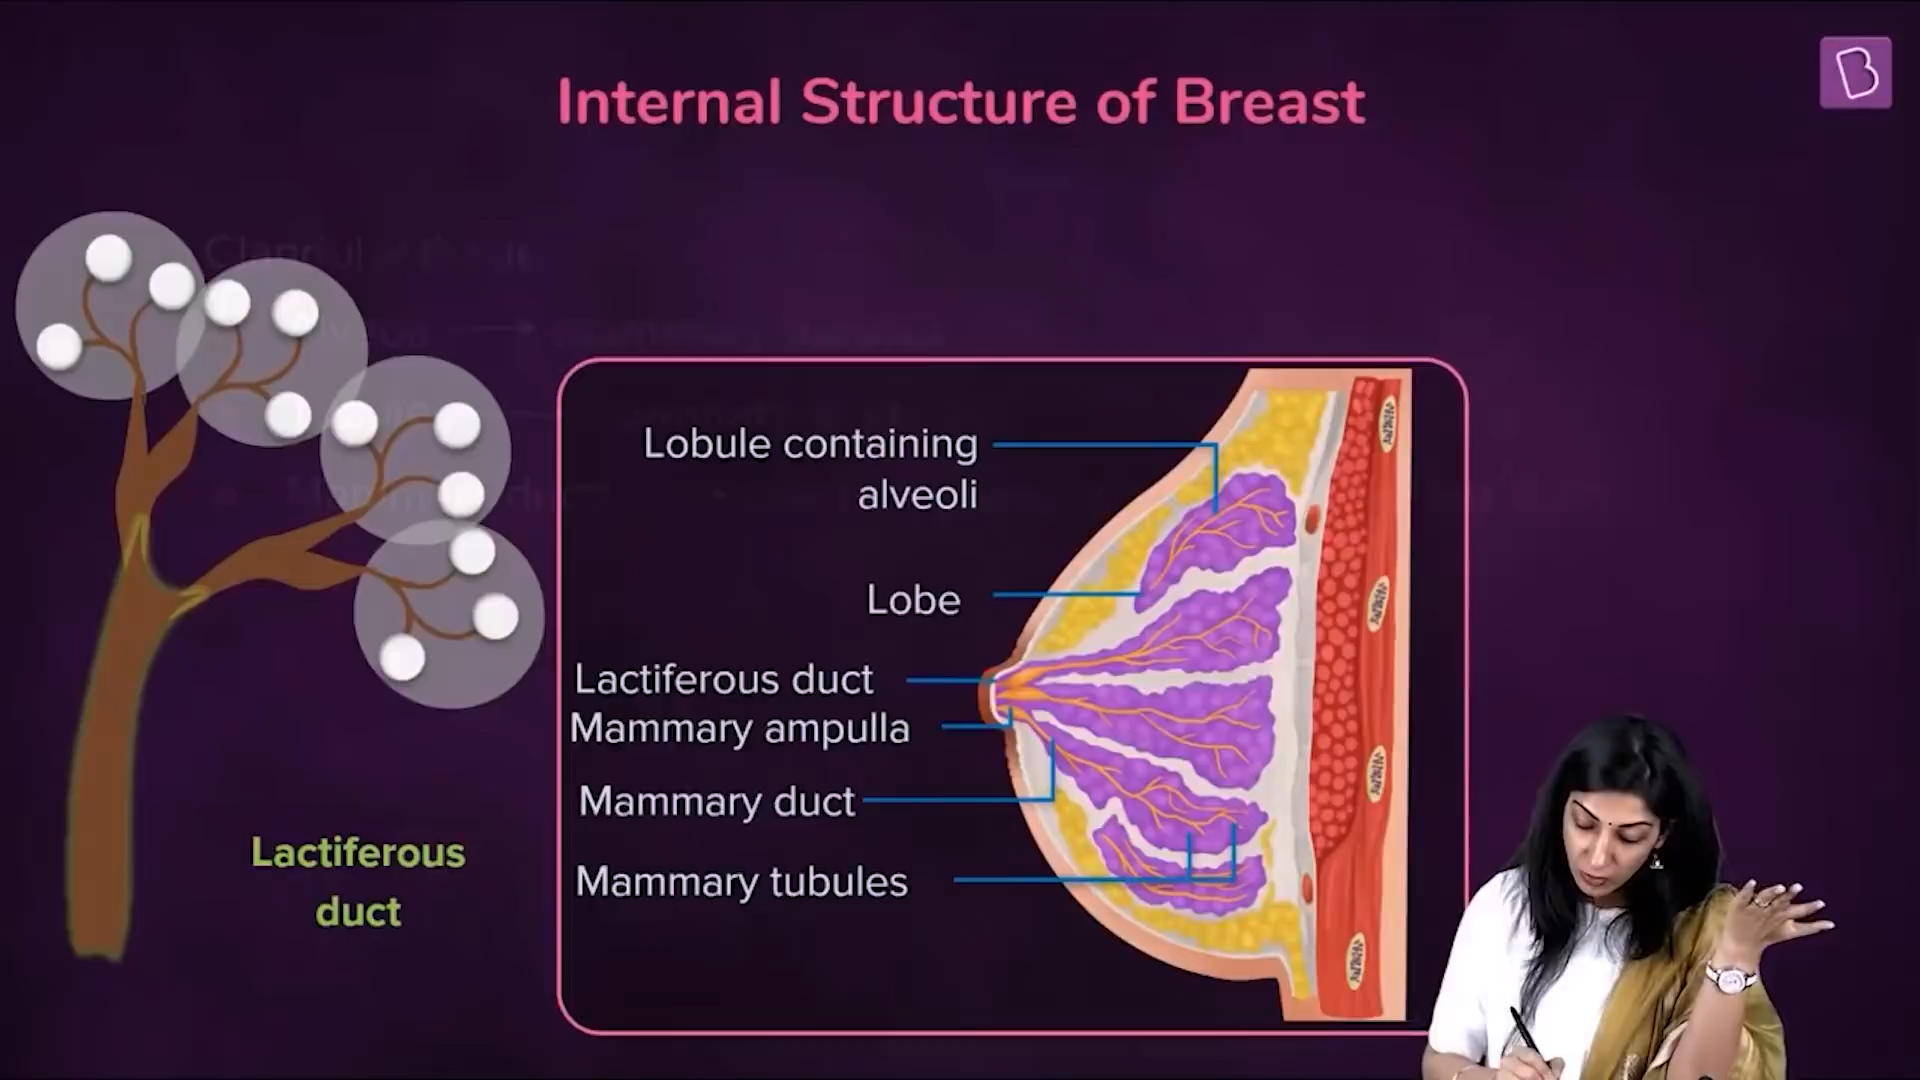 Internal Structure of Breast
Lobule containing
alveoli
Lobe
Lactiferous duct
Mammary ampulla
Mammary duct
Mammary tubules
Lactiferous
duct
B